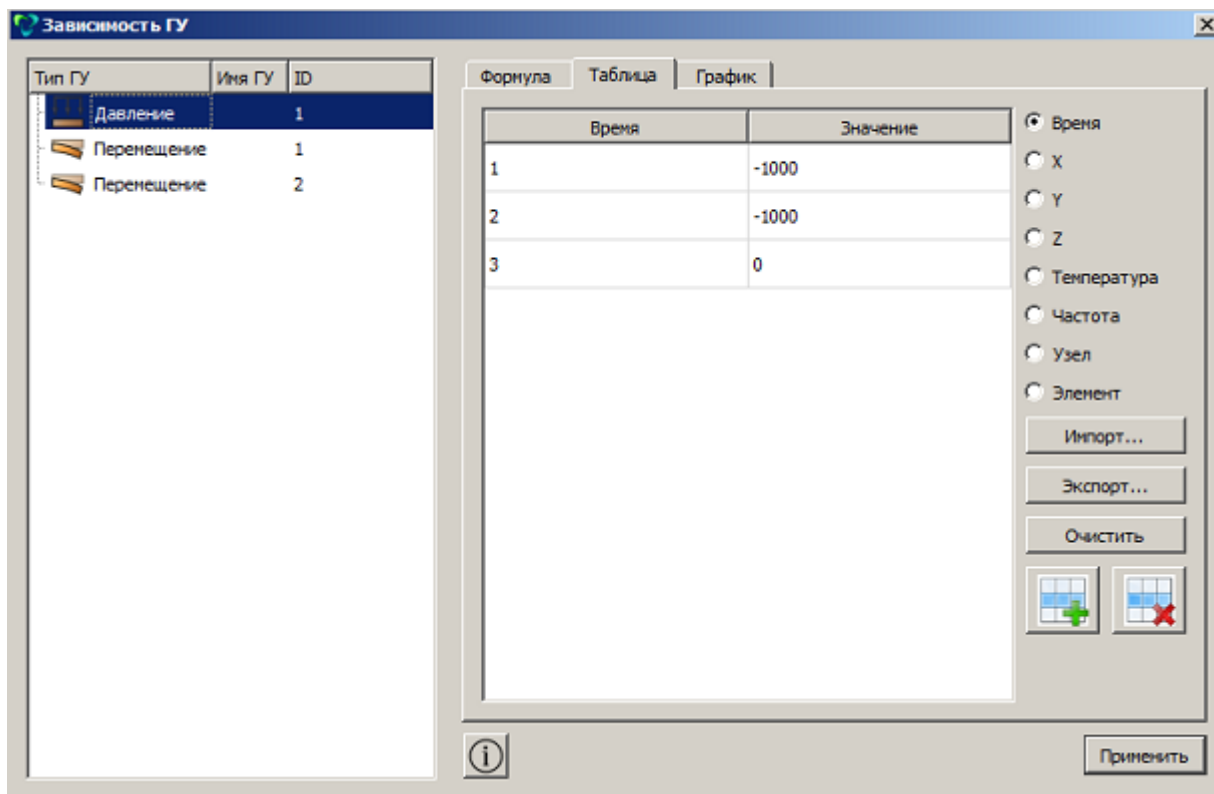 Зависимость ГУ
Тип ГУ Имя ГУ ID
Давление 1
Перемещение 1
Перемещение 2
Формула Таблица График
Время Значение
1 -1000
2 -1000
3 0
Время
X
Y
Z
Температура
Частота
Узел
Элемент
Импорт...
Экспорт...
Очистить
Применить